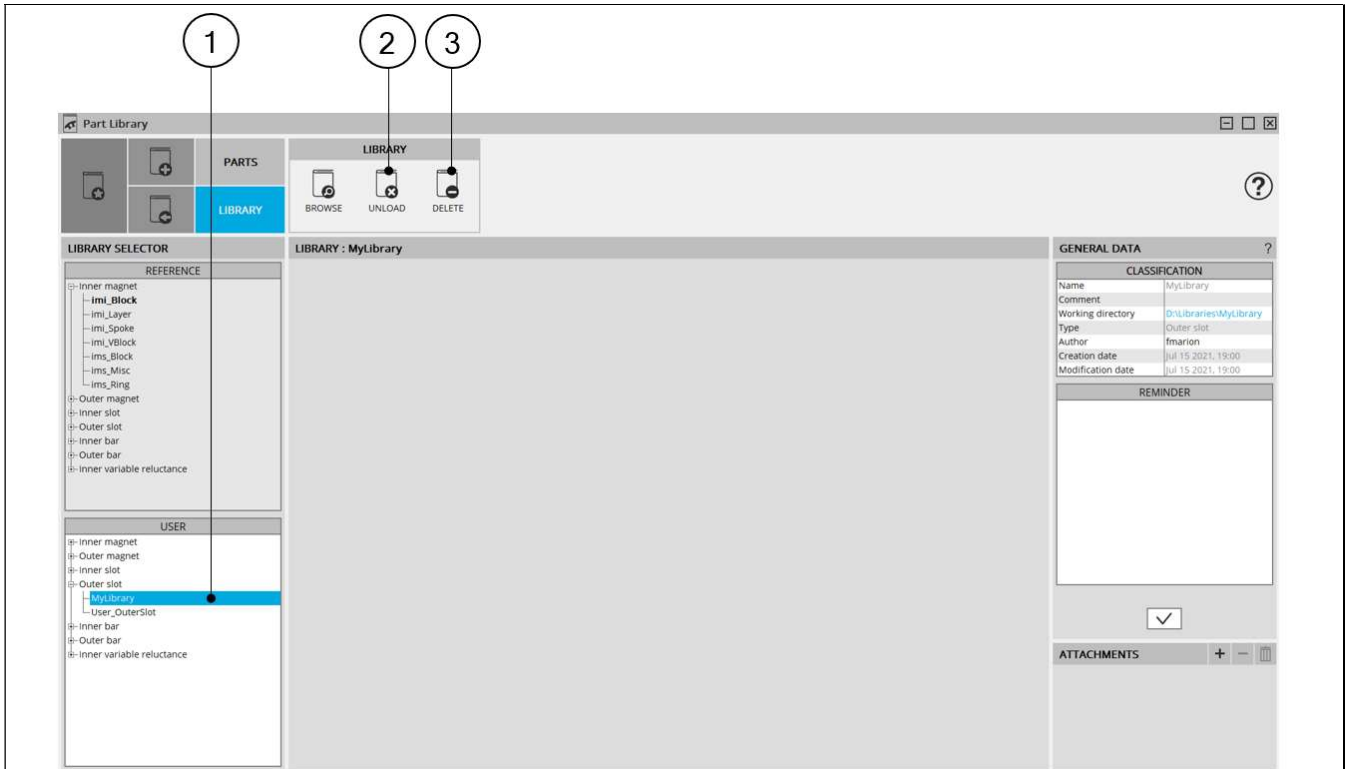 1 2 3
Part Library
PARTS
LIBRARY
LIBRARY
BROWSE UNLOAD DELETE
?
LIBRARY SELECTOR
REFERENCE
Inner magnet
imi_Block
imi_Layer
imi_Spoke
imi_VBlock
ims_Block
ims_Misc
ims_Ring
Outer magnet
Inner slot
Outer slot
Inner bar
Outer bar
Inner variable reluctance
USER
Inner magnet
Outer magnet
Inner slot
Outer slot
MyLibrary
User_OuterSlot
Inner bar
Outer bar
Inner variable reluctance
LIBRARY : MyLibrary
GENERAL DATA ?
CLASSIFICATION
Name MyLibrary
Comment
Working directory D:\Libraries\MyLibrary
Type Outer slot
Author fmarion
Creation date Jul 15 2021, 19:00
Modification date Jul 15 2021, 19:00
REMINDER
ATTACHMENTS